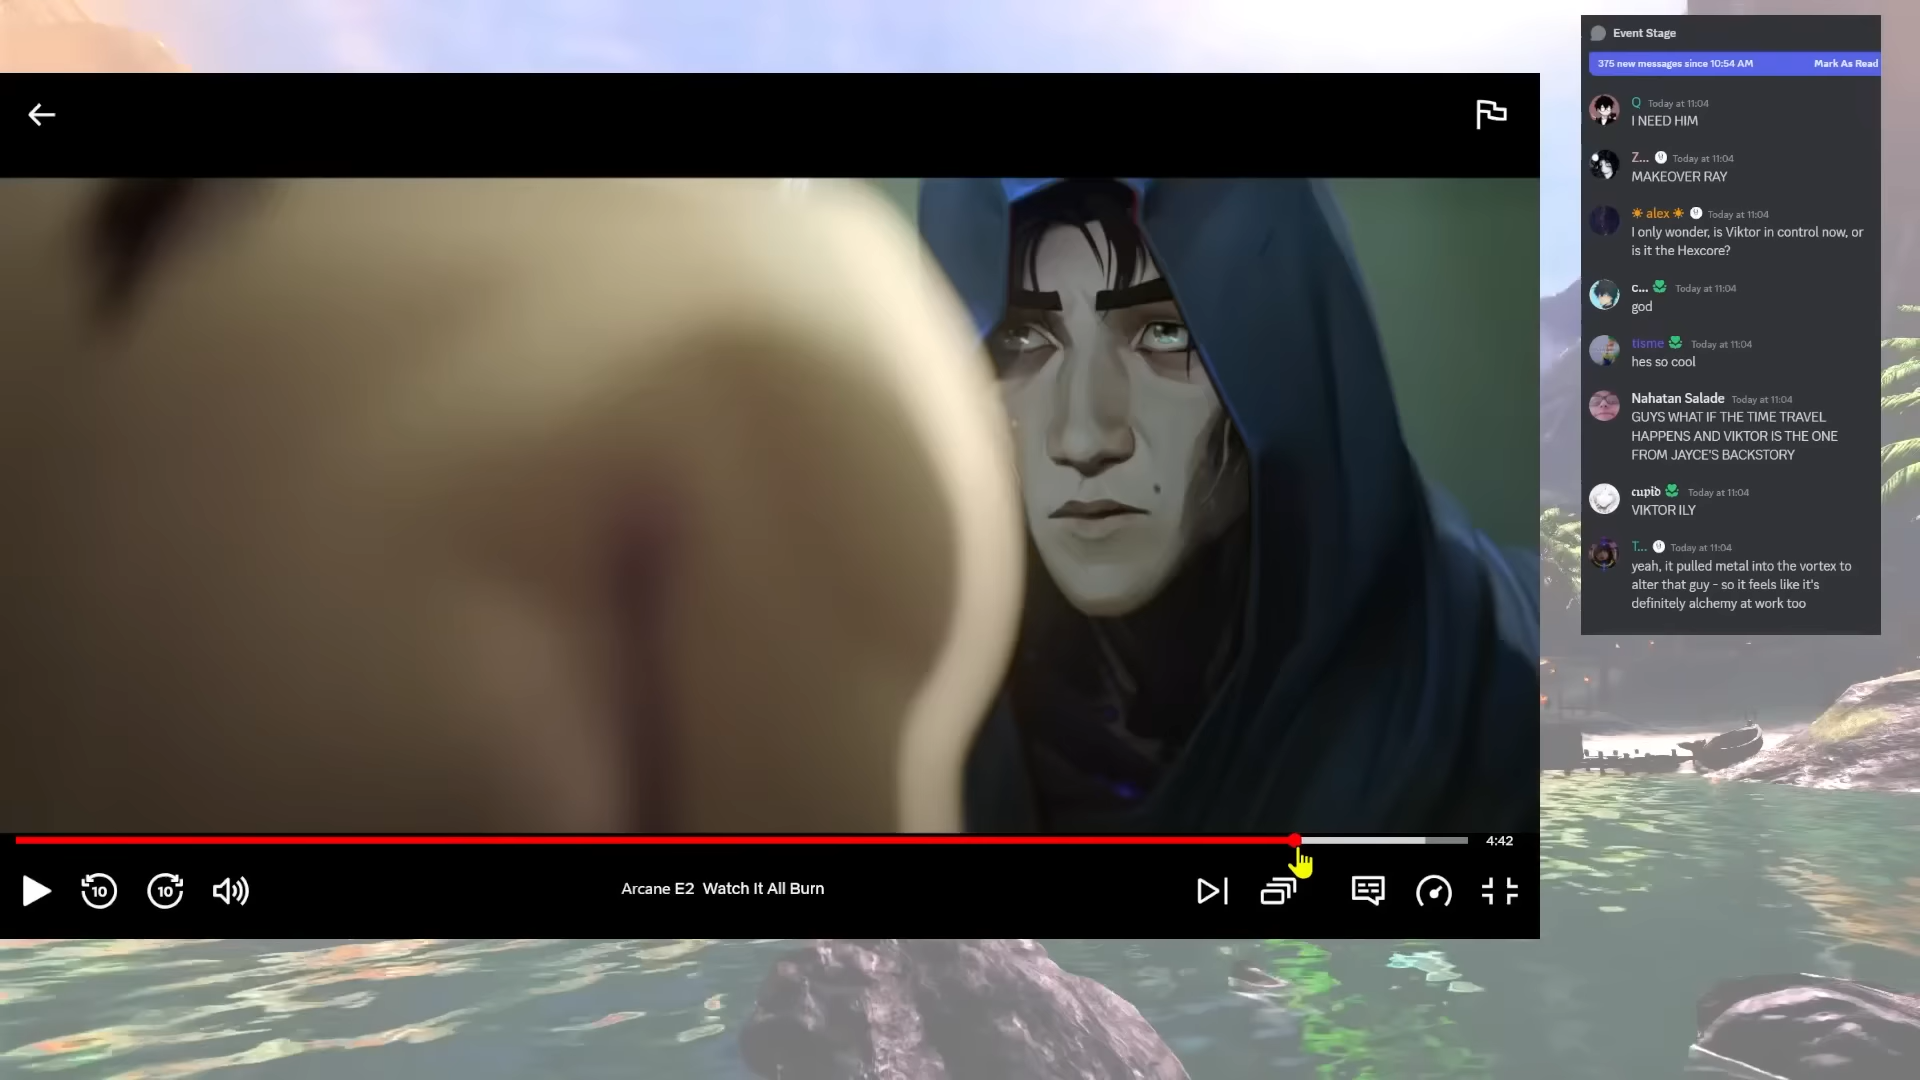 Event Stage
375 new messages since 10:54 AM Mark As Read
Q Today at 11:04
I NEED HIM
Z... Today at 11:04
MAKEOVER RAY
alex Today at 11:04
I only wonder, is Viktor in control now, or
is it the Hexcore?
c... Today at 11:04
god
tisme Today at 11:04
hes so cool
Nahatan Salade Today at 11:04
GUYS WHAT IF THE TIME TRAVEL
HAPPENS AND VIKTOR IS THE ONE
FROM JAYCE'S BACKSTORY
cupid Today at 11:04
VIKTOR ILY
T... Today at 11:04
yeah, it pulled metal into the vortex to
alter that guy - so it feels like it's
definitely alchemy at work too
4:42
10 10
Arcane E2 Watch It All Burn